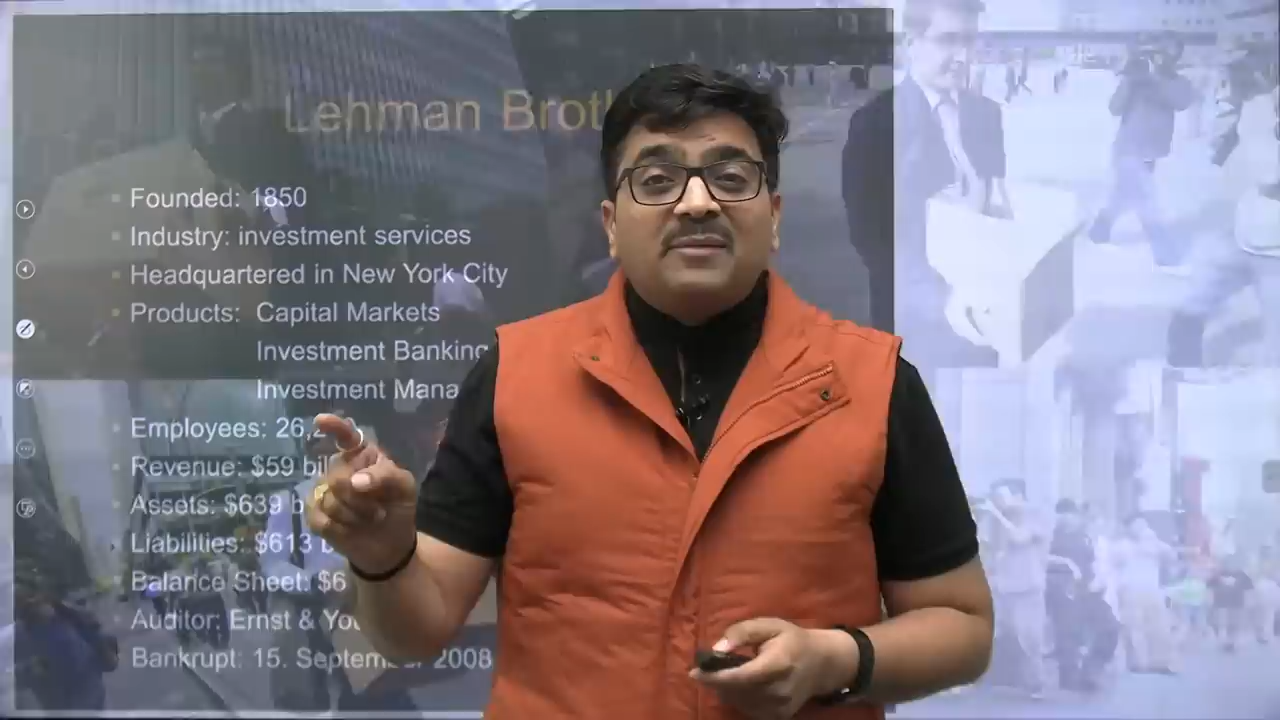 Lehman Brot
Founded: 1850
Industry: investment services
Headquartered in New York City
Products: Capital Markets
Investment Banking
Investment Mana
Employees: 26,2
Revenue: $59 bil
Assets: $639 b
Liabilities: $613 b
Balance Sheet: $6
Auditor: Ernst & You
Bankrupt: 15. Septem 2008